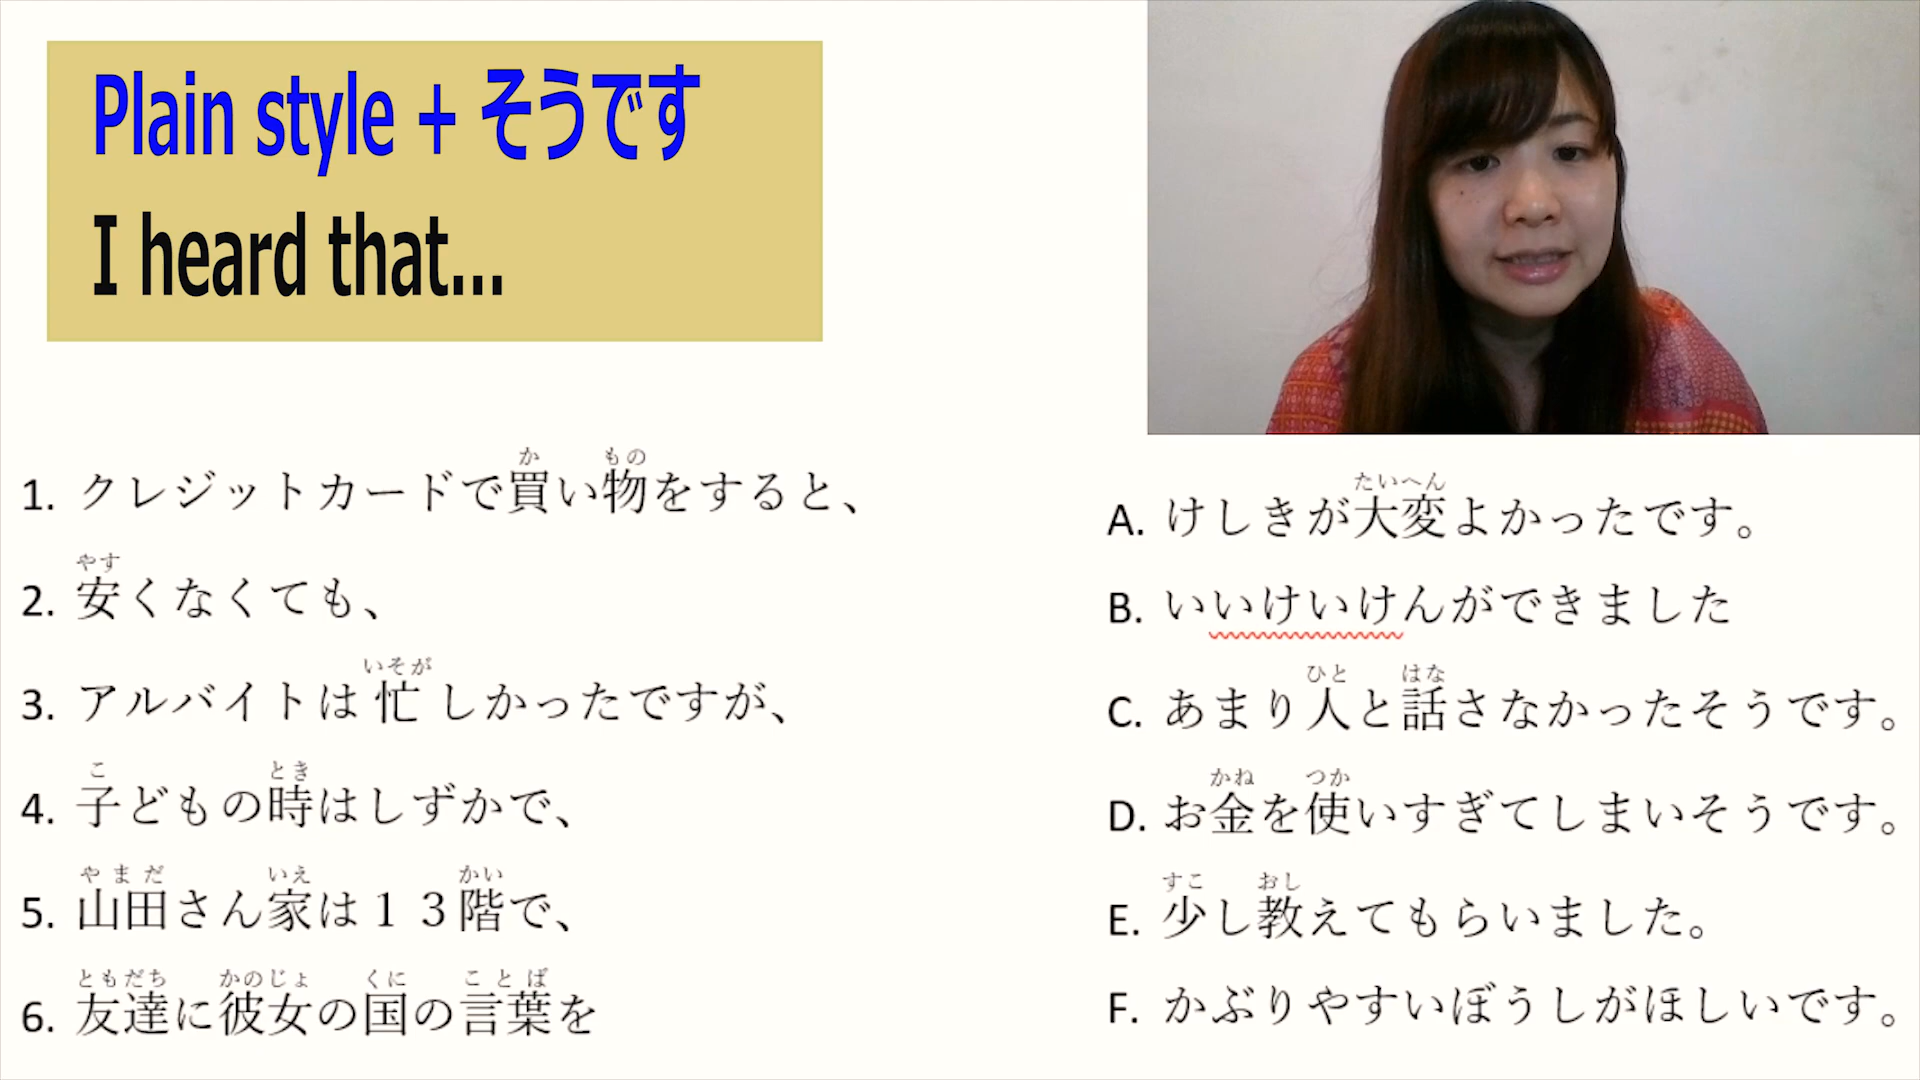 Plain style + そうです
I heard that...
1. クレジットカードで買い物をすると、
2. 安くなくても、
3. アルバイトは忙しかったですが、
4. 子どもの時はしずかで、
5. 山田さん家は１３階で、
6. 友達に彼女の国の言葉を
A. けしきが大変よかったです。
B. いいけいけんができました
C. あまり人と話さなかったそうです。
D. お金を使いすぎてしまいそうです。
E. 少し教えてもらいました。
F. かぶりやすいぼうしがほしいです。